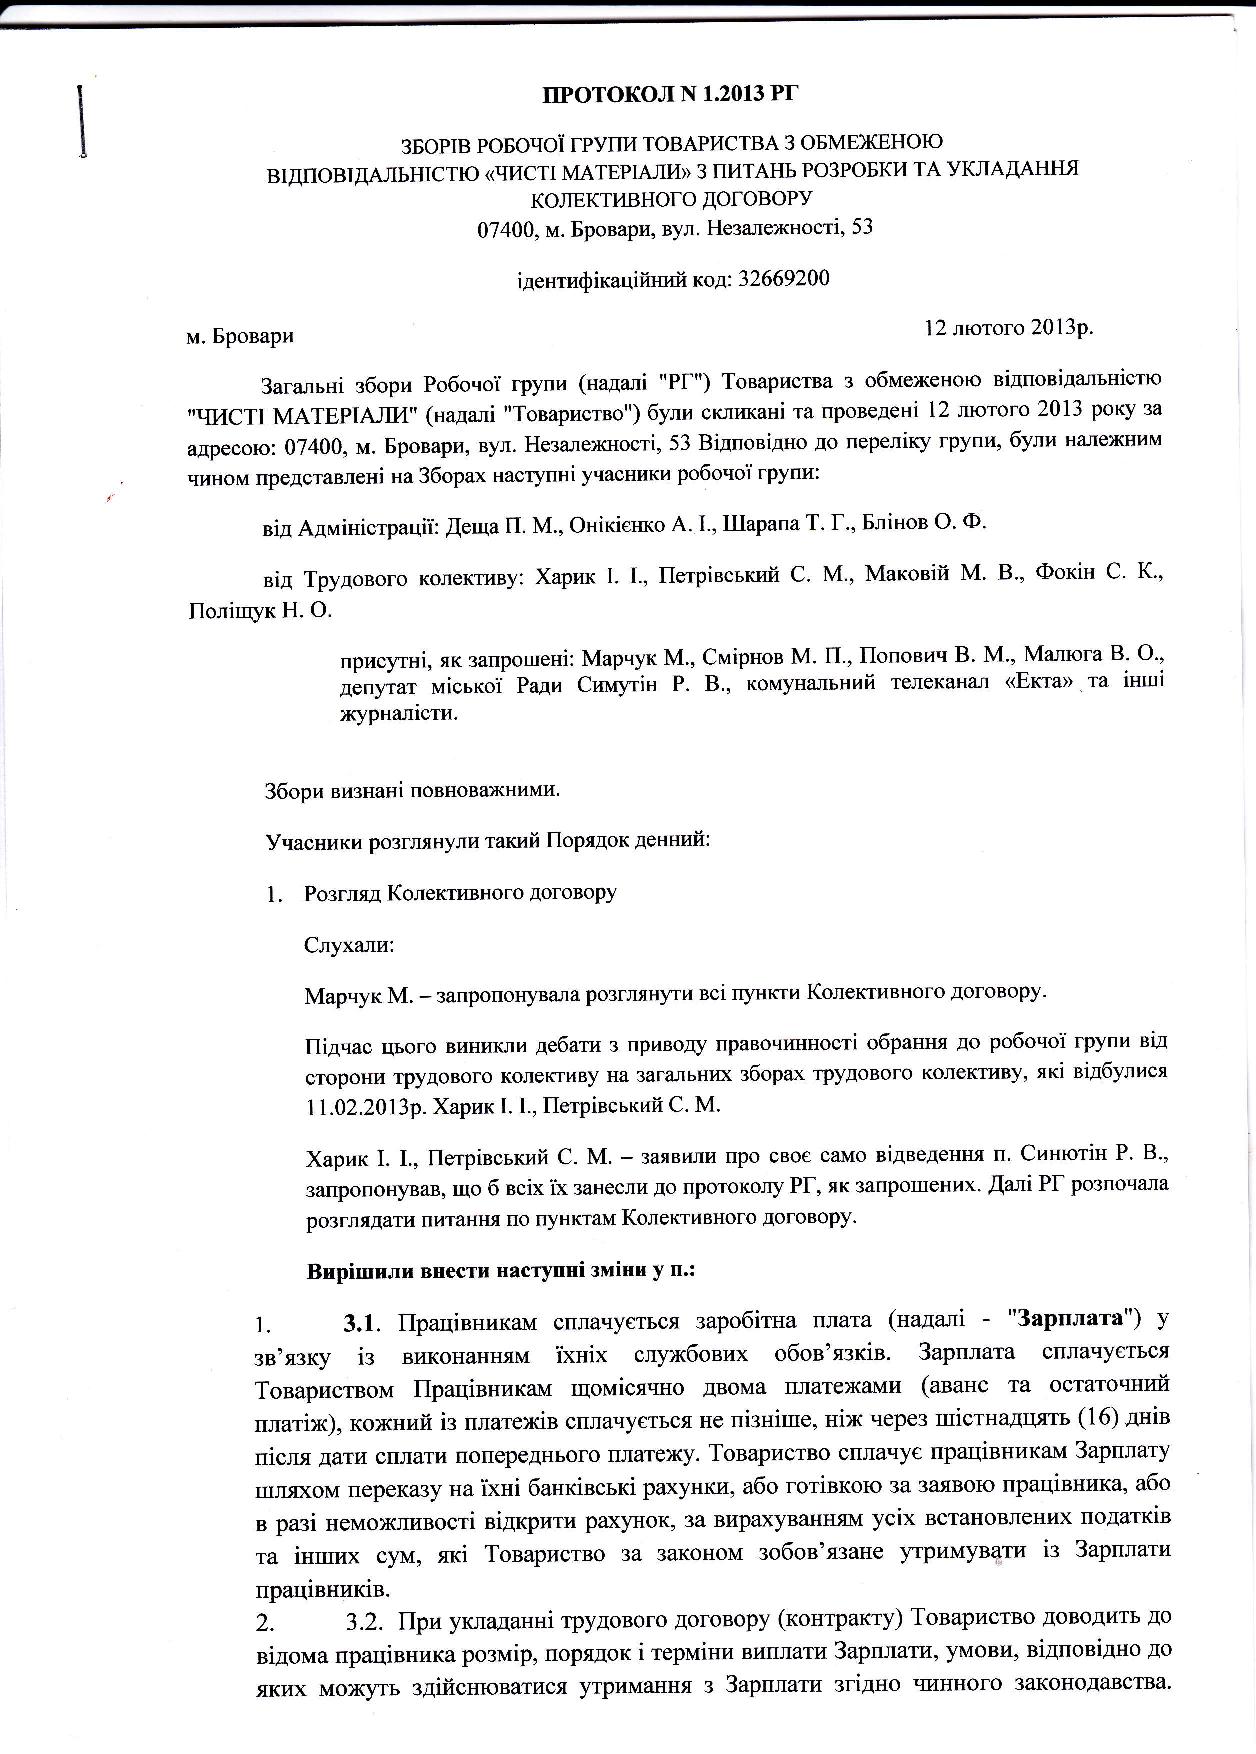 ПРОТОКОЛ N 1.2013 РГ
ЗБОРІВ РОБОЧОЇ ГРУПИ ТОВАРИСТВА З ОБМЕЖЕНОЮ
ВІДПОВІДАЛЬНІСТЮ «ЧИСТІ МАТЕРІАЛИ» З ПИТАНЬ РОЗРОБКИ ТА УКЛАДАННЯ
КОЛЕКТИВНОГО ДОГОВОРУ
07400, м. Бровари, вул. Незалежності, 53
ідентифікаційний код: 32669200
м. Бровари 12 лютого 2013р.
Загальні збори Робочої групи (надалі "РГ") Товариства з обмеженою відповідальністю
"ЧИСТІ МАТЕРІАЛИ" (надалі "Товариство") були скликані та проведені 12 лютого 2013 року за
адресою: 07400, м. Бровари, вул. Незалежності, 53 Відповідно до переліку групи, були належним
чином представлені на Зборах наступні учасники робочої групи:
від Адміністрації: Деща П. М., Онікієнко А. І., Шарапа Т. Г., Блінов О. Ф.
від Трудового колективу: Харик І. І., Петрівський С. М., Маковій М. В., Фокін С. К.,
Поліщук Н. О.
присутні, як запрошені: Марчук М., Смірнов М. П., Попович В. М., Малюга В. О.,
депутат міської Ради Симутін Р. В., комунальний телеканал «Екта» та інші
журналісти.
Збори визнані повноважними.
Учасники розглянули такий Порядок денний:
1. Розгляд Колективного договору
Слухали:
Марчук М. – запропонувала розглянути всі пункти Колективного договору.
Підчас цього виникли дебати з приводу правочинності обрання до робочої групи від
сторони трудового колективу на загальних зборах трудового колективу, які відбулися
11.02.2013р. Харик І. І., Петрівський С. М.
Харик І. І., Петрівський С. М. – заявили про своє само відведення п. Синютін Р. В.,
запропонував, що б всіх їх занесли до протоколу РГ, як запрошених. Далі РГ розпочала
розглядати питання по пунктам Колективного договору.
Вирішили внести наступні зміни у п.:
1. 3.1. Працівникам сплачується заробітна плата (надалі - "Зарплата") у
зв’язку із виконанням їхніх службових обов’язків. Зарплата сплачується
Товариством Працівникам щомісячно двома платежами (аванс та остаточний
платіж), кожний із платежів сплачується не пізніше, ніж через шістнадцять (16) днів
після дати сплати попереднього платежу. Товариство сплачує працівникам Зарплату
шляхом переказу на їхні банківські рахунки, або готівкою за заявою працівника, або
в разі неможливості відкрити рахунок, за вирахуванням усіх встановлених податків
та інших сум, які Товариство за законом зобов’язане утримувати із Зарплати
працівників.
2. 3.2. При укладанні трудового договору (контракту) Товариство доводить до
відома працівника розмір, порядок і терміни виплати Зарплати, умови, відповідно до
яких можуть здійснюватися утримання з Зарплати згідно чинного законодавства.